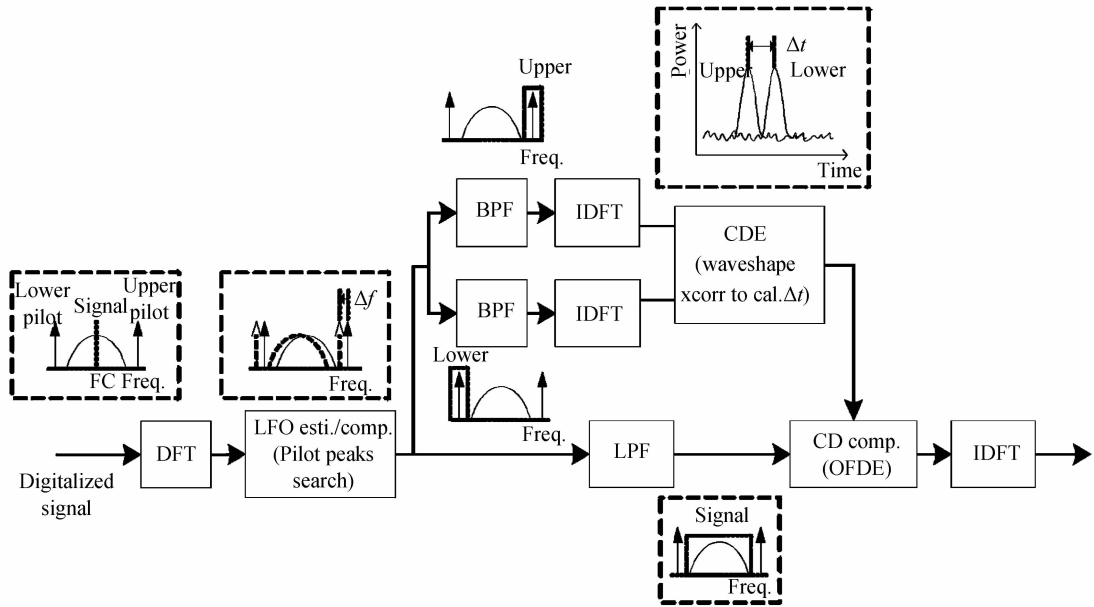 Power
Upper
Lower
Δt
Time
Upper
Freq.
BPF
IDFT
CDE
(waveshape
xcorr to cal.Δt)
BPF
IDFT
Lower
pilot
Signal
Upper
pilot
FC Freq.
Δf
Freq.
Lower
Freq.
Digitalized
signal
DFT
LFO esti./comp.
(Pilot peaks
search)
LPF
CD comp.
(OFDE)
IDFT
Signal
Freq.